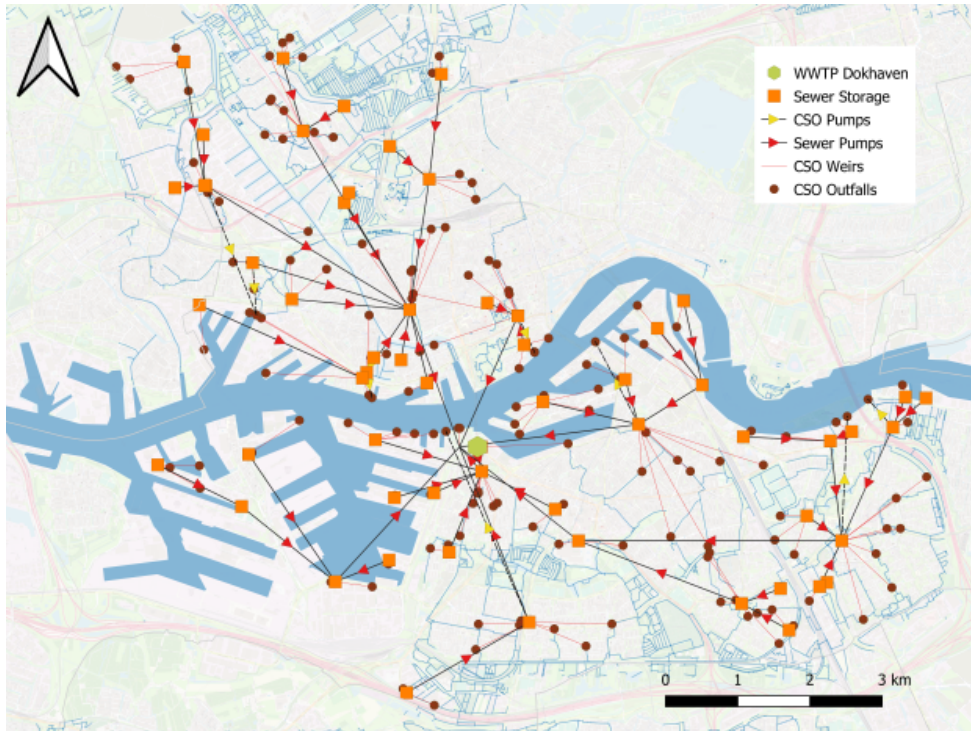 WWTP Dokhaven
Sewer Storage
CSO Pumps
Sewer Pumps
CSO Weirs
CSO Outfalls
0 1 2 3 km